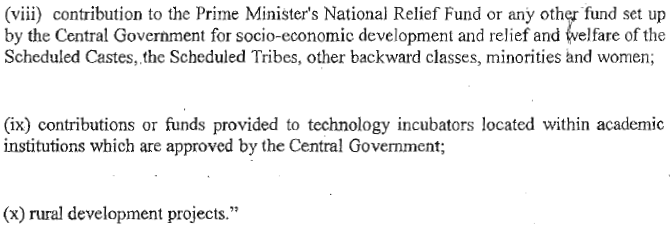 (viii) contribution to the Prime Minister's National Relief Fund or any other fund set up
by the Central Government for socio-economic development and relief and welfare of the
Scheduled Castes, the Scheduled Tribes, other backward classes, minorities and women;
(ix) contributions or funds provided to technology incubators located within academic
institutions which are approved by the Central Government;
(x) rural development projects."